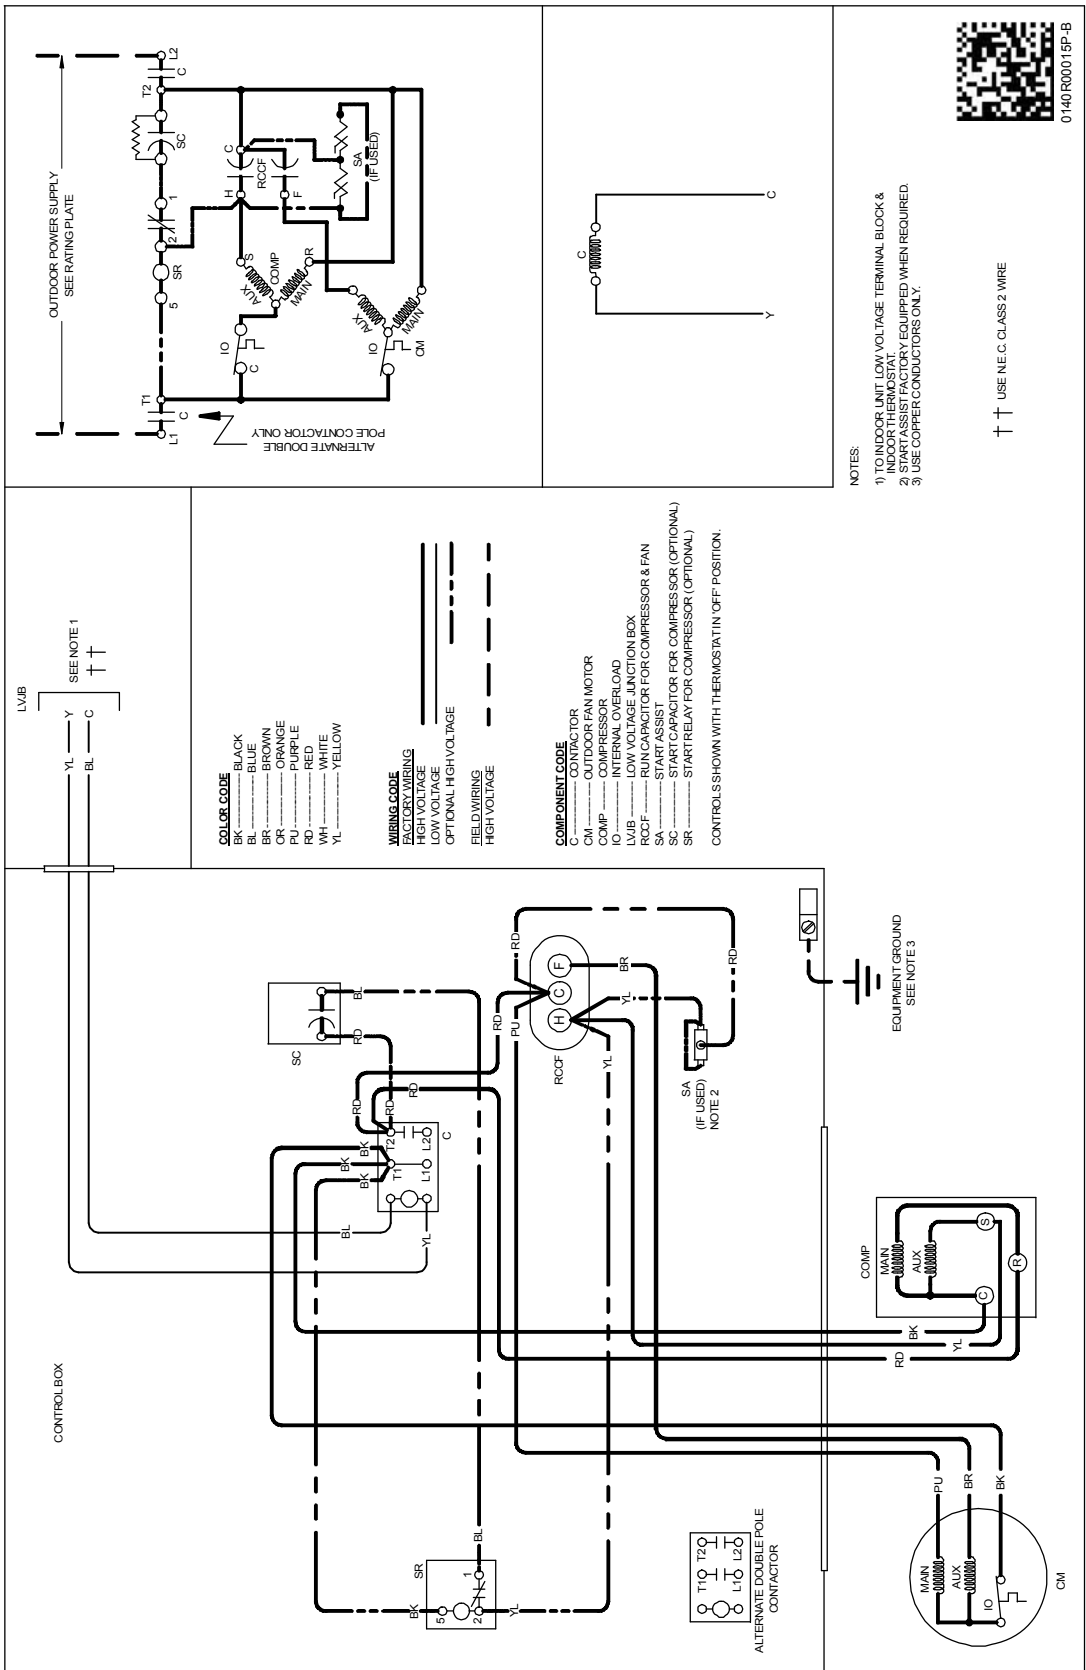 CONTROL BOX
LVJB
SEE NOTE 1
† †
YL
Y
BL
C
SC
RD
BL
RD
RD
RD
BK
BK
BK
T2
T1
L2
L1
C
BL
YL
SR
5
2
1
BK
YL
BL
RD
PU
RCCF
H
C
F
RD
YL
BR
YL
RD
SA
(IF USED)
NOTE 2
ALTERNATE DOUBLE POLE
CONTACTOR
T1
T2
L1
L2
EQUIPMENT GROUND
SEE NOTE 3
COMP
MAIN
AUX
C
S
R
BK
YL
RD
PU
BR
BK
MAIN
AUX
IO
CM
COLOR CODE
BK ---------- BLACK
BL ---------- BLUE
BR ---------- BROWN
OR ---------- ORANGE
PU ---------- PURPLE
RD ---------- RED
WH ---------- WHITE
YL ---------- YELLOW
WIRING CODE
FACTORY WIRING
HIGH VOLTAGE
LOW VOLTAGE
OPTIONAL HIGH VOLTAGE
FIELD WIRING
HIGH VOLTAGE
COMPONENT CODE
C ---------- CONTACTOR
CM ---------- OUTDOOR FAN MOTOR
COMP ---------- COMPRESSOR
IO ---------- INTERNAL OVERLOAD
LVJB ---------- LOW VOLTAGE JUNCTION BOX
RCCF ---------- RUN CAPACITOR FOR COMPRESSOR & FAN
SA ---------- START ASSIST
SC ---------- START CAPACITOR FOR COMPRESSOR (OPTIONAL)
SR ---------- START RELAY FOR COMPRESSOR (OPTIONAL)
CONTROLS SHOWN WITH THERMOSTAT IN 'OFF' POSITION.
OUTDOOR POWER SUPPLY
SEE RATING PLATE
L1
C
T1
5
SR
2
1
SC
T2
C
L2
ALTERNATE DOUBLE
POLE CONTACTOR ONLY
IO
C
AUX
S
COMP
MAIN
R
H
C
RCCF
F
SA
(IF USED)
IO
AUX
MAIN
CM
C
Y
C
NOTES:
1) TO INDOOR UNIT LOW VOLTAGE TERMINAL BLOCK &
INDOOR THERMOSTAT.
2) START ASSIST FACTORY EQUIPPED WHEN REQUIRED.
3) USE COPPER CONDUCTORS ONLY.
† † USE N.E.C. CLASS 2 WIRE
0140R00015P-B